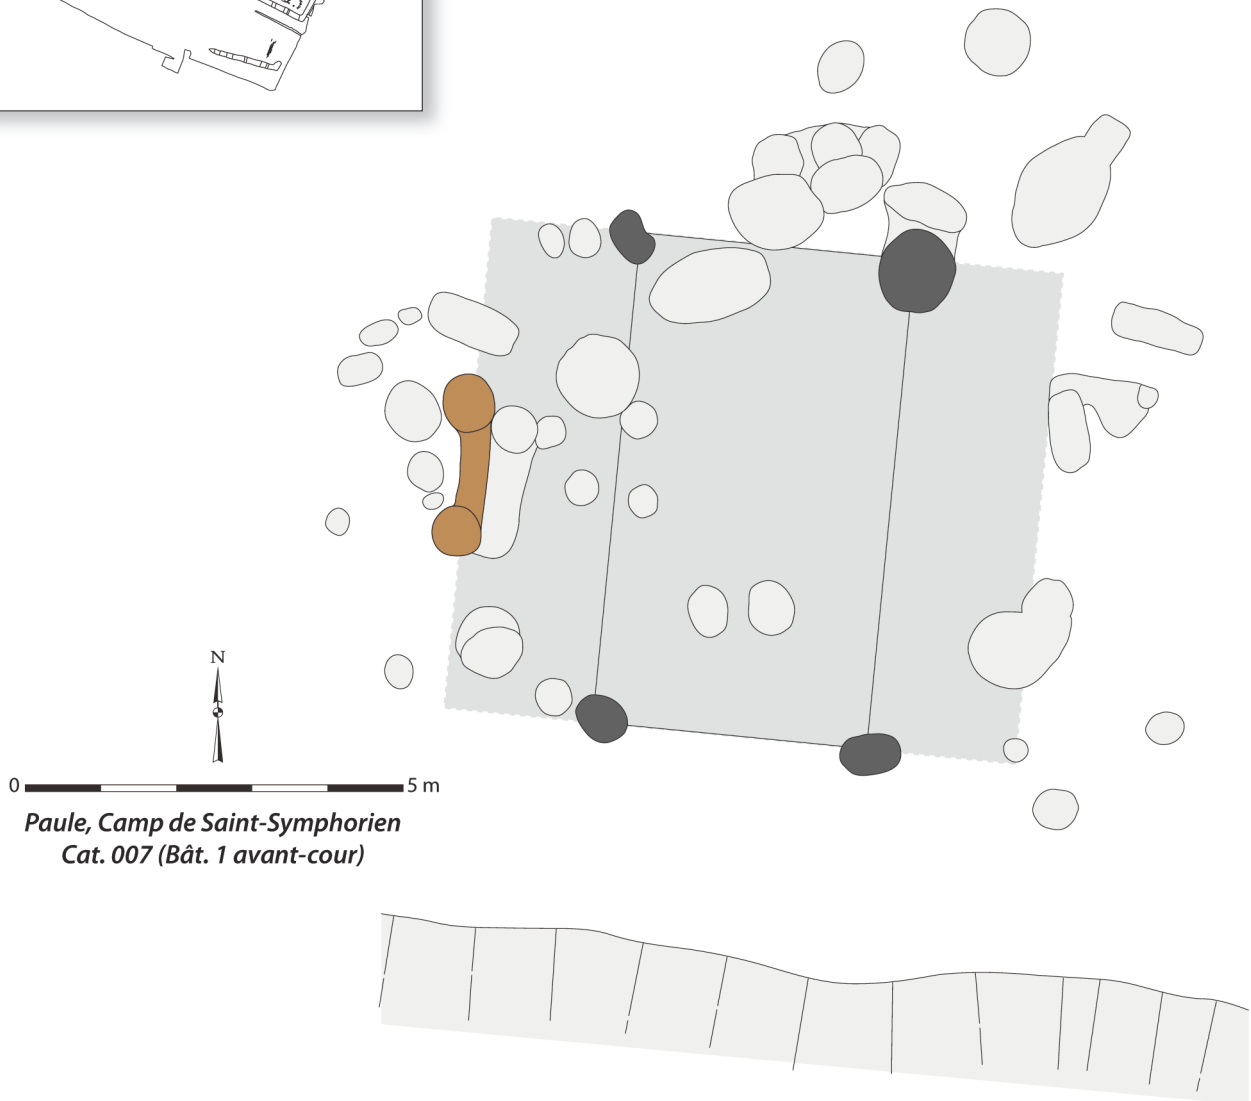 N
0 5 m
Paule, Camp de Saint-Symphorien
Cat. 007 (Bât. 1 avant-cour)